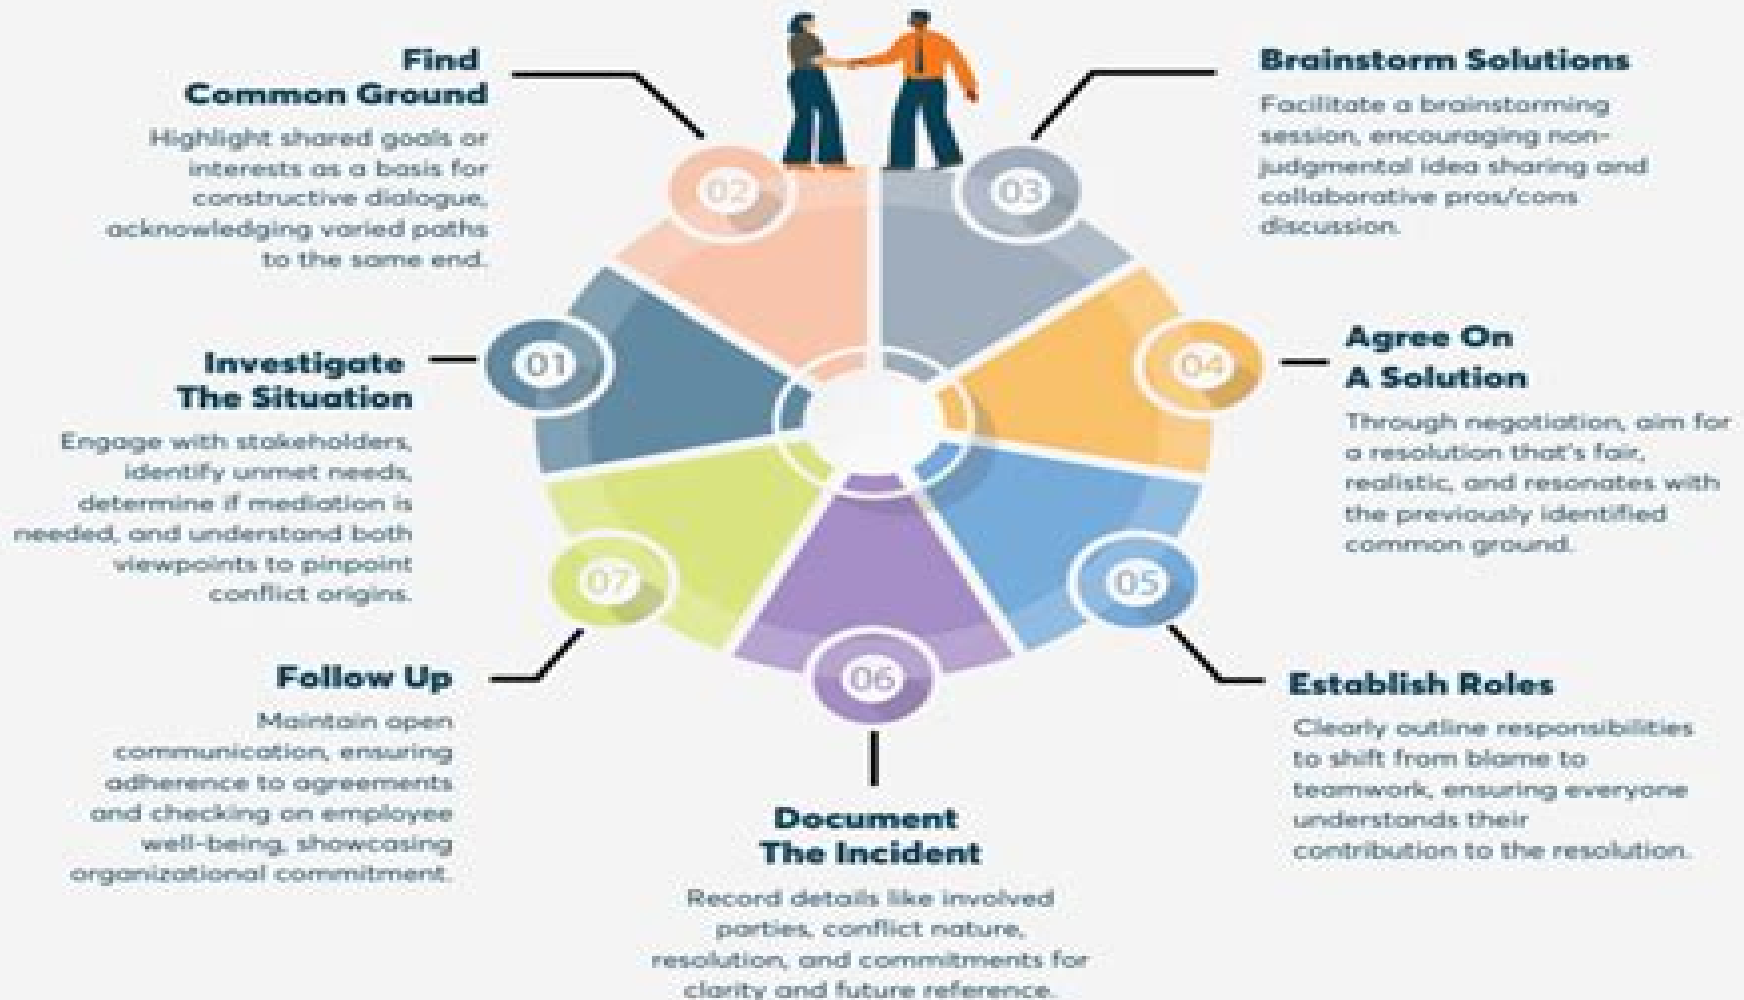 01
Investigate
The Situation
Engage with stakeholders,
identify unmet needs,
determine if mediation is
needed, and understand both
viewpoints to pinpoint
conflict origins.
02
Find
Common Ground
Highlight shared goals or
interests as a basis for
constructive dialogue,
acknowledging varied paths
to the same end.
03
Brainstorm Solutions
Facilitate a brainstorming
session, encouraging non-
judgmental idea sharing and
collaborative pros/cons
discussion.
04
Agree On
A Solution
Through negotiation, aim for
a resolution that's fair,
realistic, and resonates with
the previously identified
common ground.
05
Establish Roles
Clearly outline responsibilities
to shift from blame to
teamwork, ensuring everyone
understands their
contribution to the resolution.
06
Document
The Incident
Record details like involved
parties, conflict nature,
resolution, and commitments for
clarity and future reference.
07
Follow Up
Maintain open
communication, ensuring
adherence to agreements
and checking on employee
well-being, showcasing
organizational commitment.